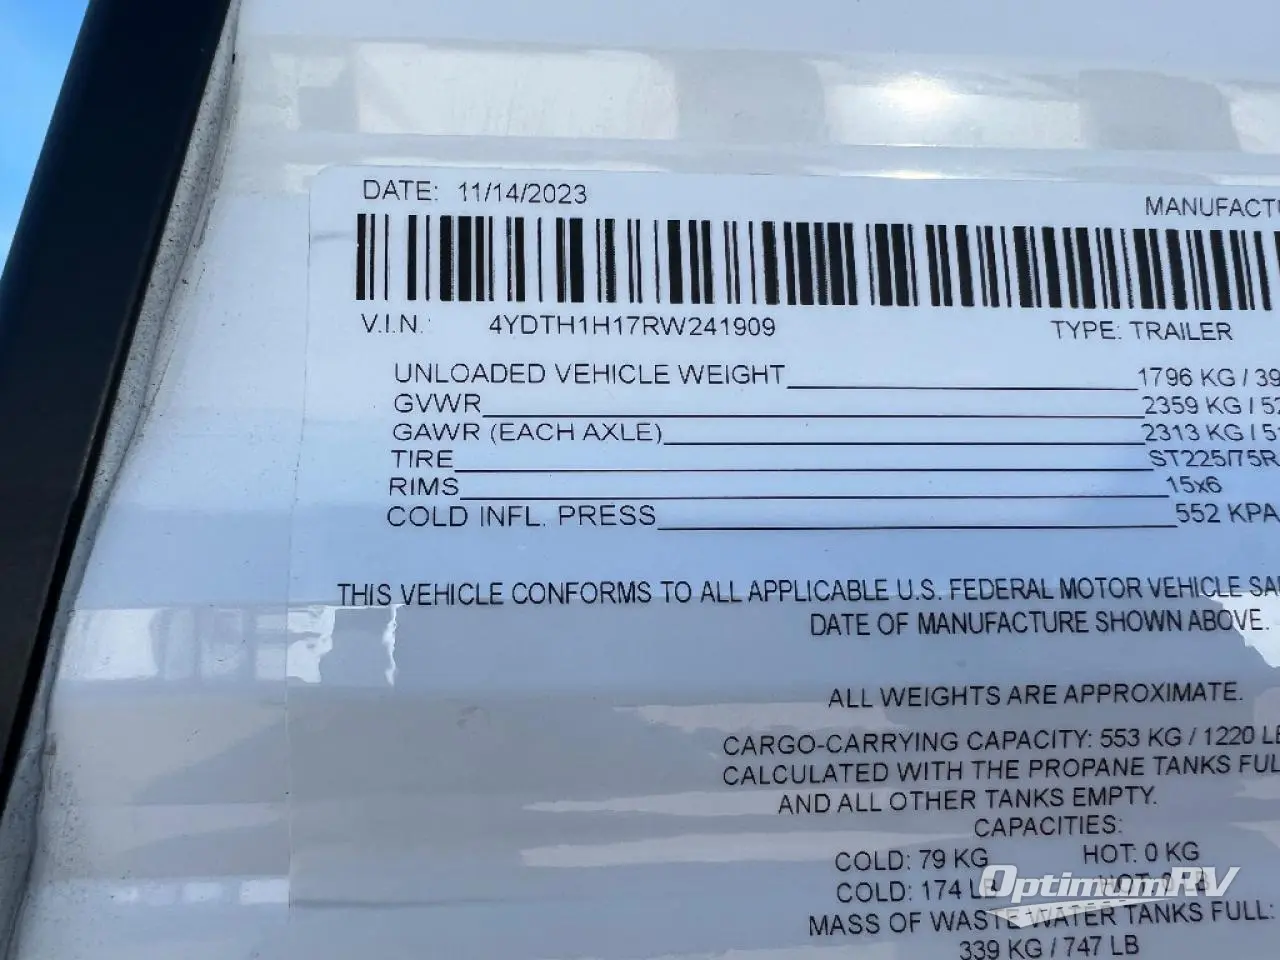 DATE: 11/14/2023
MANUFACTU
V.I.N.: 4YDTH1H17RW241909 TYPE: TRAILER
UNLOADED VEHICLE WEIGHT 1796 KG / 39
GVWR 2359 KG / 52
GAWR (EACH AXLE) 2313 KG / 51
TIRE ST225/75R
RIMS 15x6
COLD INFL. PRESS 552 KPA
THIS VEHICLE CONFORMS TO ALL APPLICABLE U.S. FEDERAL MOTOR VEHICLE SA
DATE OF MANUFACTURE SHOWN ABOVE.
ALL WEIGHTS ARE APPROXIMATE.
CARGO-CARRYING CAPACITY: 553 KG / 1220 LB
CALCULATED WITH THE PROPANE TANKS FUL
AND ALL OTHER TANKS EMPTY.
CAPACITIES:
COLD: 79 KG HOT: 0 KG
COLD: 174 LB HOT: 0 LB
OptimumRV
MASS OF WASTE WATER TANKS FULL:
339 KG / 747 LB